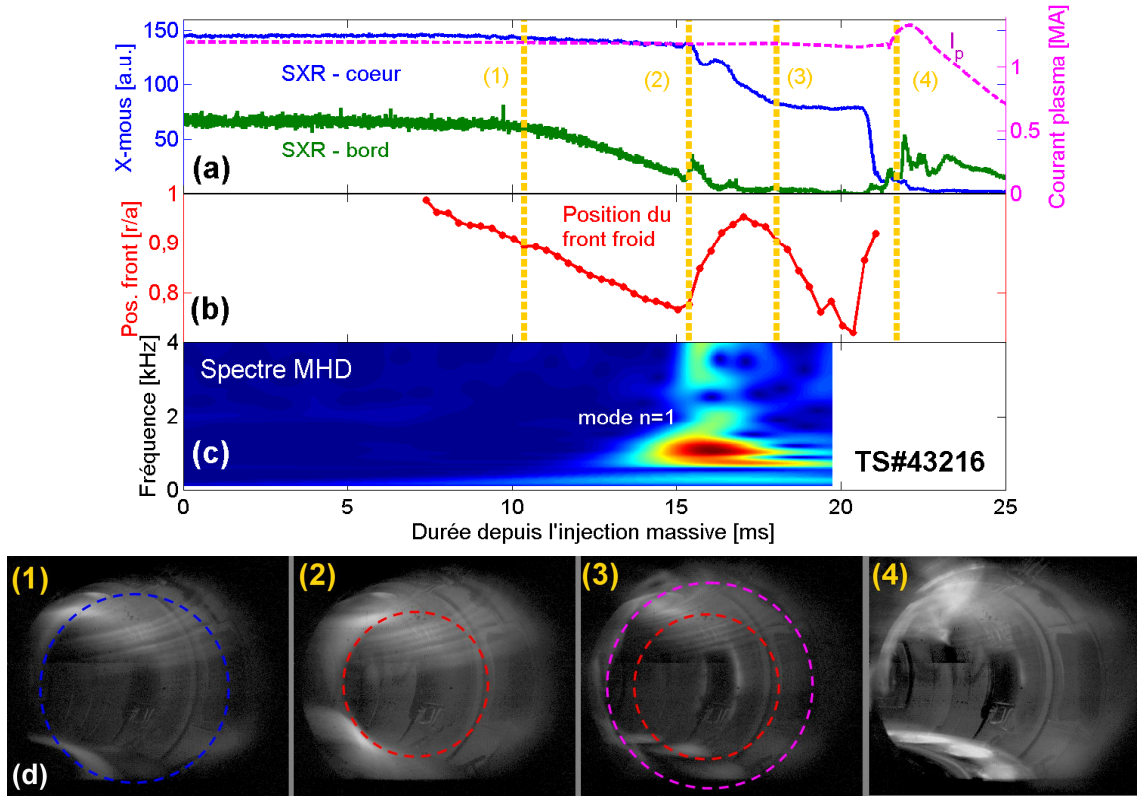 150
100
50
X-mous [a.u.]
SXR - coeur
SXR - bord
(a)
(1)
(2)
(3)
(4)
I_p
1
0.5
0
Courant plasma [MA]
1
0,9
0,8
Pos. front [r/a]
Position du
front froid
(b)
4
2
0
Fréquence [kHz]
Spectre MHD
mode n=1
(c)
TS#43216
0 5 10 15 20 25
Durée depuis l'injection massive [ms]
(1) (2) (3) (4)
(d)